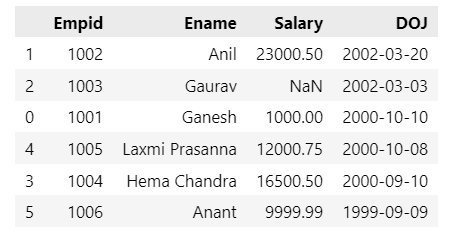 Empid Ename Salary DOJ
1 1002 Anil 23000.50 2002-03-20
2 1003 Gaurav NaN 2002-03-03
0 1001 Ganesh 1000.00 2000-10-10
4 1005 Laxmi Prasanna 12000.75 2000-10-08
3 1004 Hema Chandra 16500.50 2000-09-10
5 1006 Anant 9999.99 1999-09-09